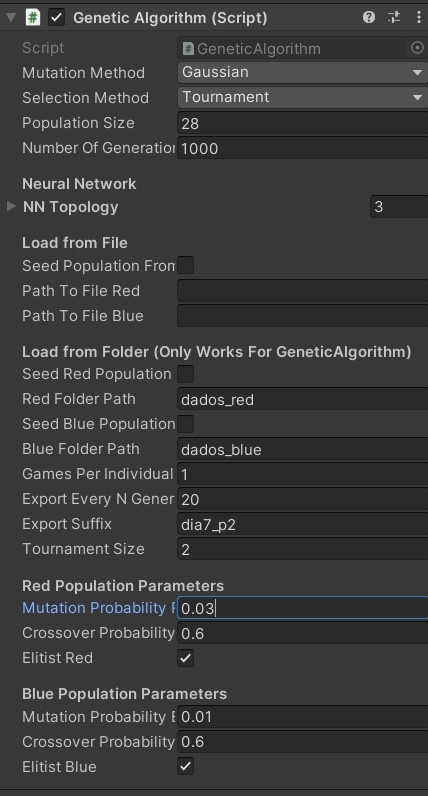 Genetic Algorithm (Script)
Script GeneticAlgorithm
Mutation Method Gaussian
Selection Method Tournament
Population Size 28
Number Of Generation 1000
Neural Network
NN Topology 3
Load from File
Seed Population From
Path To File Red
Path To File Blue
Load from Folder (Only Works For GeneticAlgorithm)
Seed Red Population
Red Folder Path dados_red
Seed Blue Population
Blue Folder Path dados_blue
Games Per Individual 1
Export Every N Gener 20
Export Suffix dia7_p2
Tournament Size 2
Red Population Parameters
Mutation Probability 0.03
Crossover Probability 0.6
Elitist Red
Blue Population Parameters
Mutation Probability 0.01
Crossover Probability 0.6
Elitist Blue